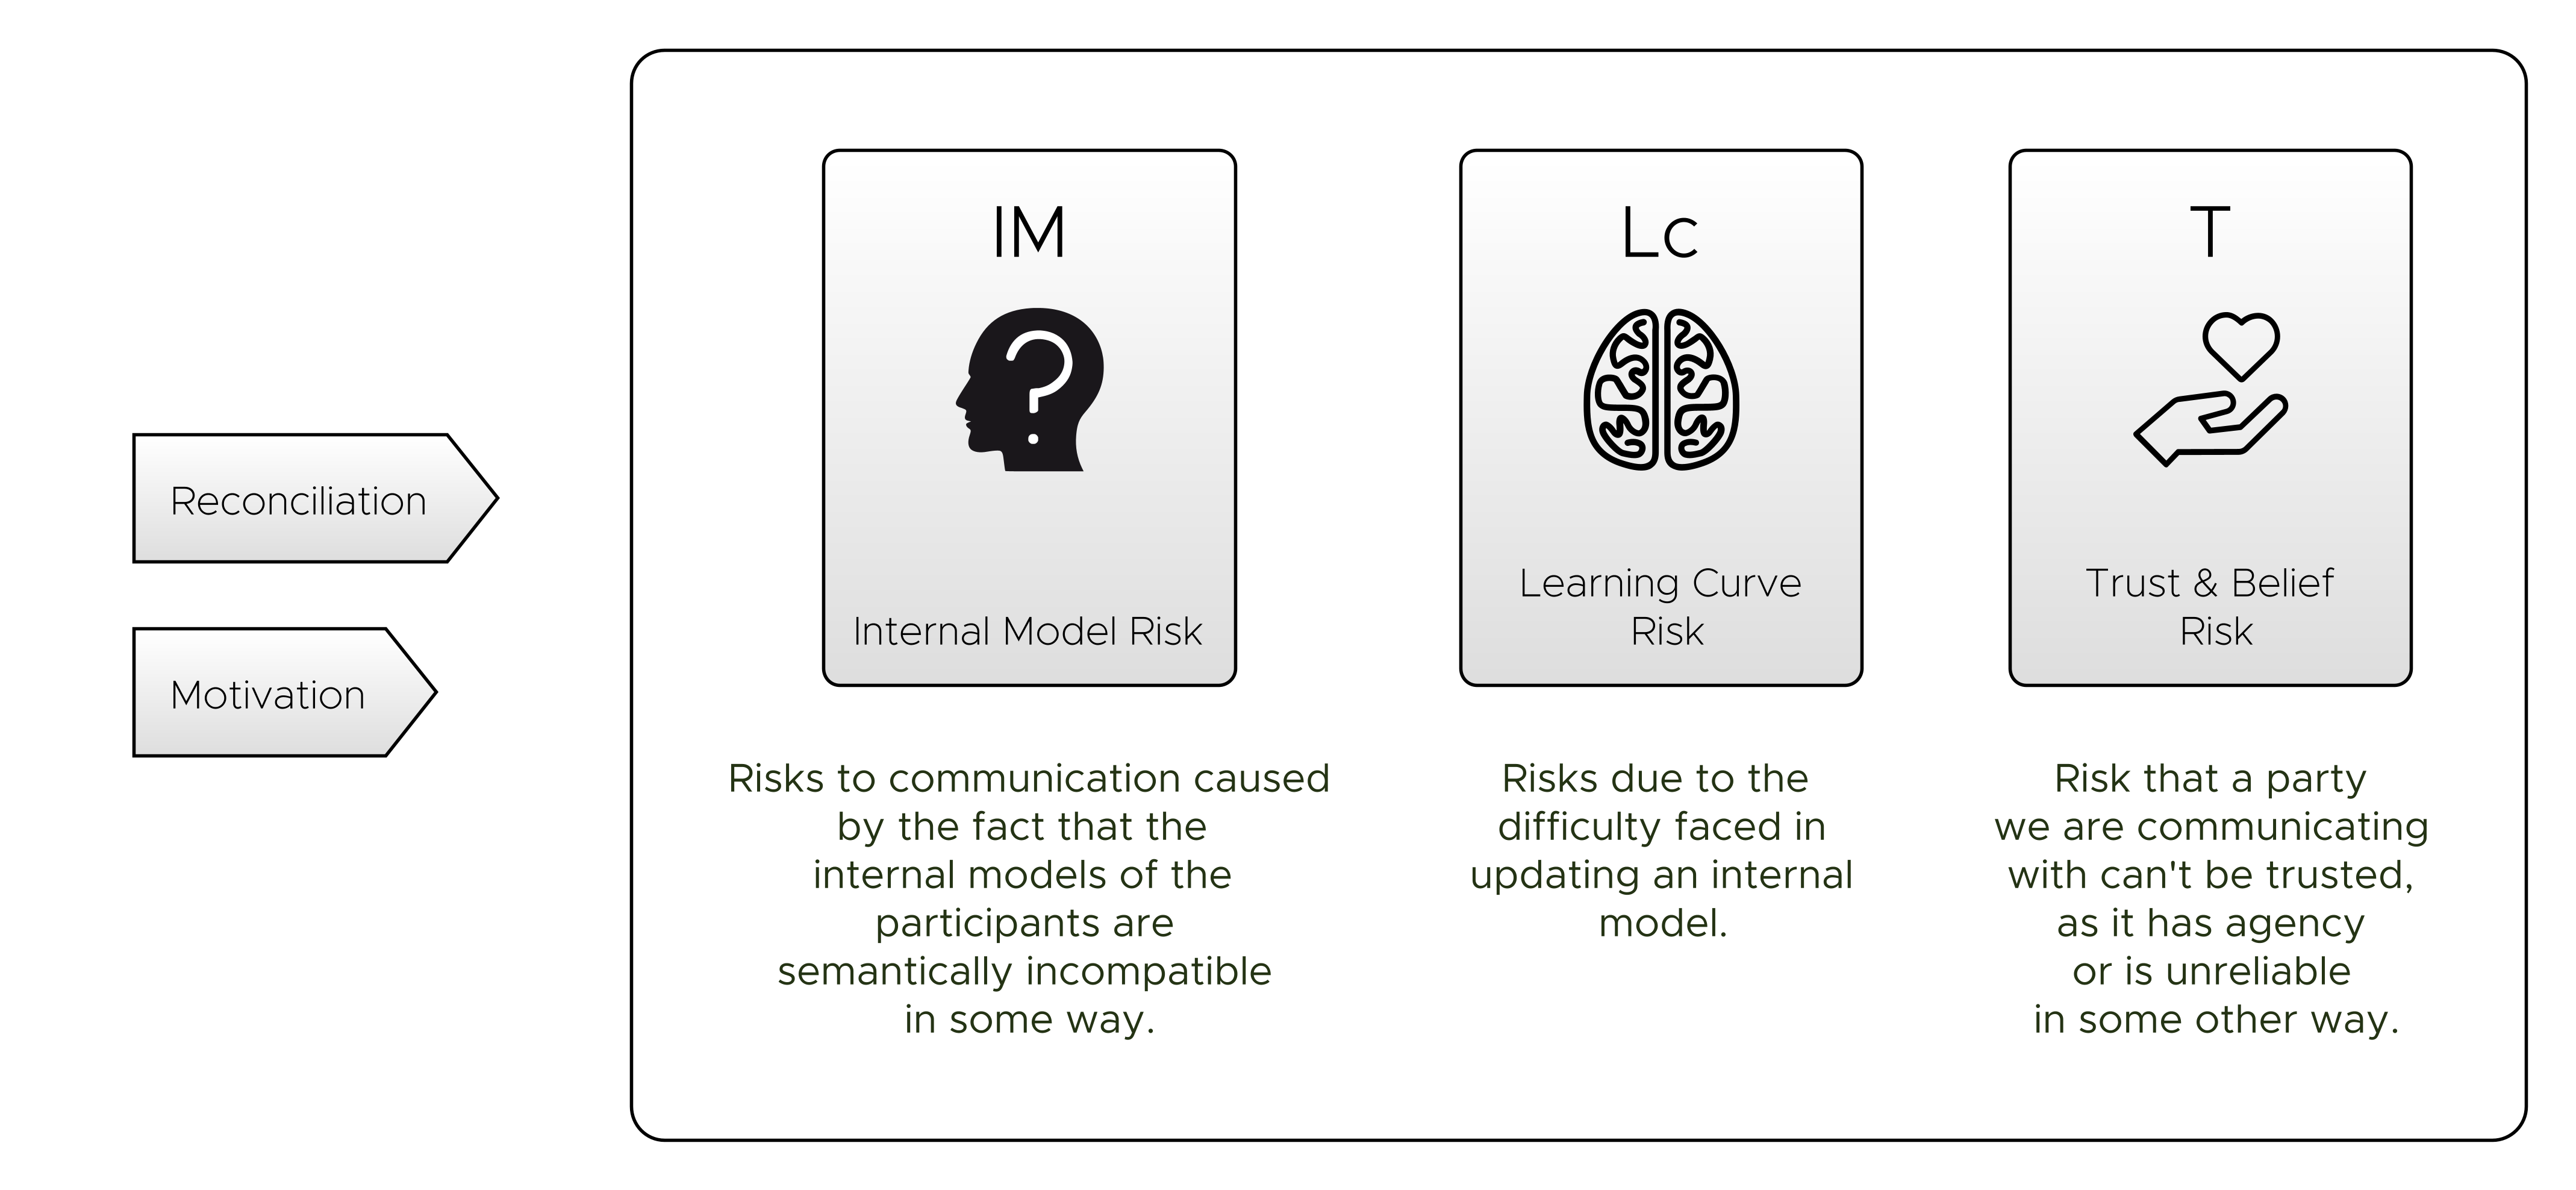 Reconciliation
Motivation
IM
Internal Model Risk
Risks to communication caused
by the fact that the
internal models of the
participants are
semantically incompatible
in some way.
Lc
Learning Curve
Risk
Risks due to the
difficulty faced in
updating an internal
model.
T
Trust & Belief
Risk
Risk that a party
we are communicating
with can't be trusted,
as it has agency
or is unreliable
in some other way.